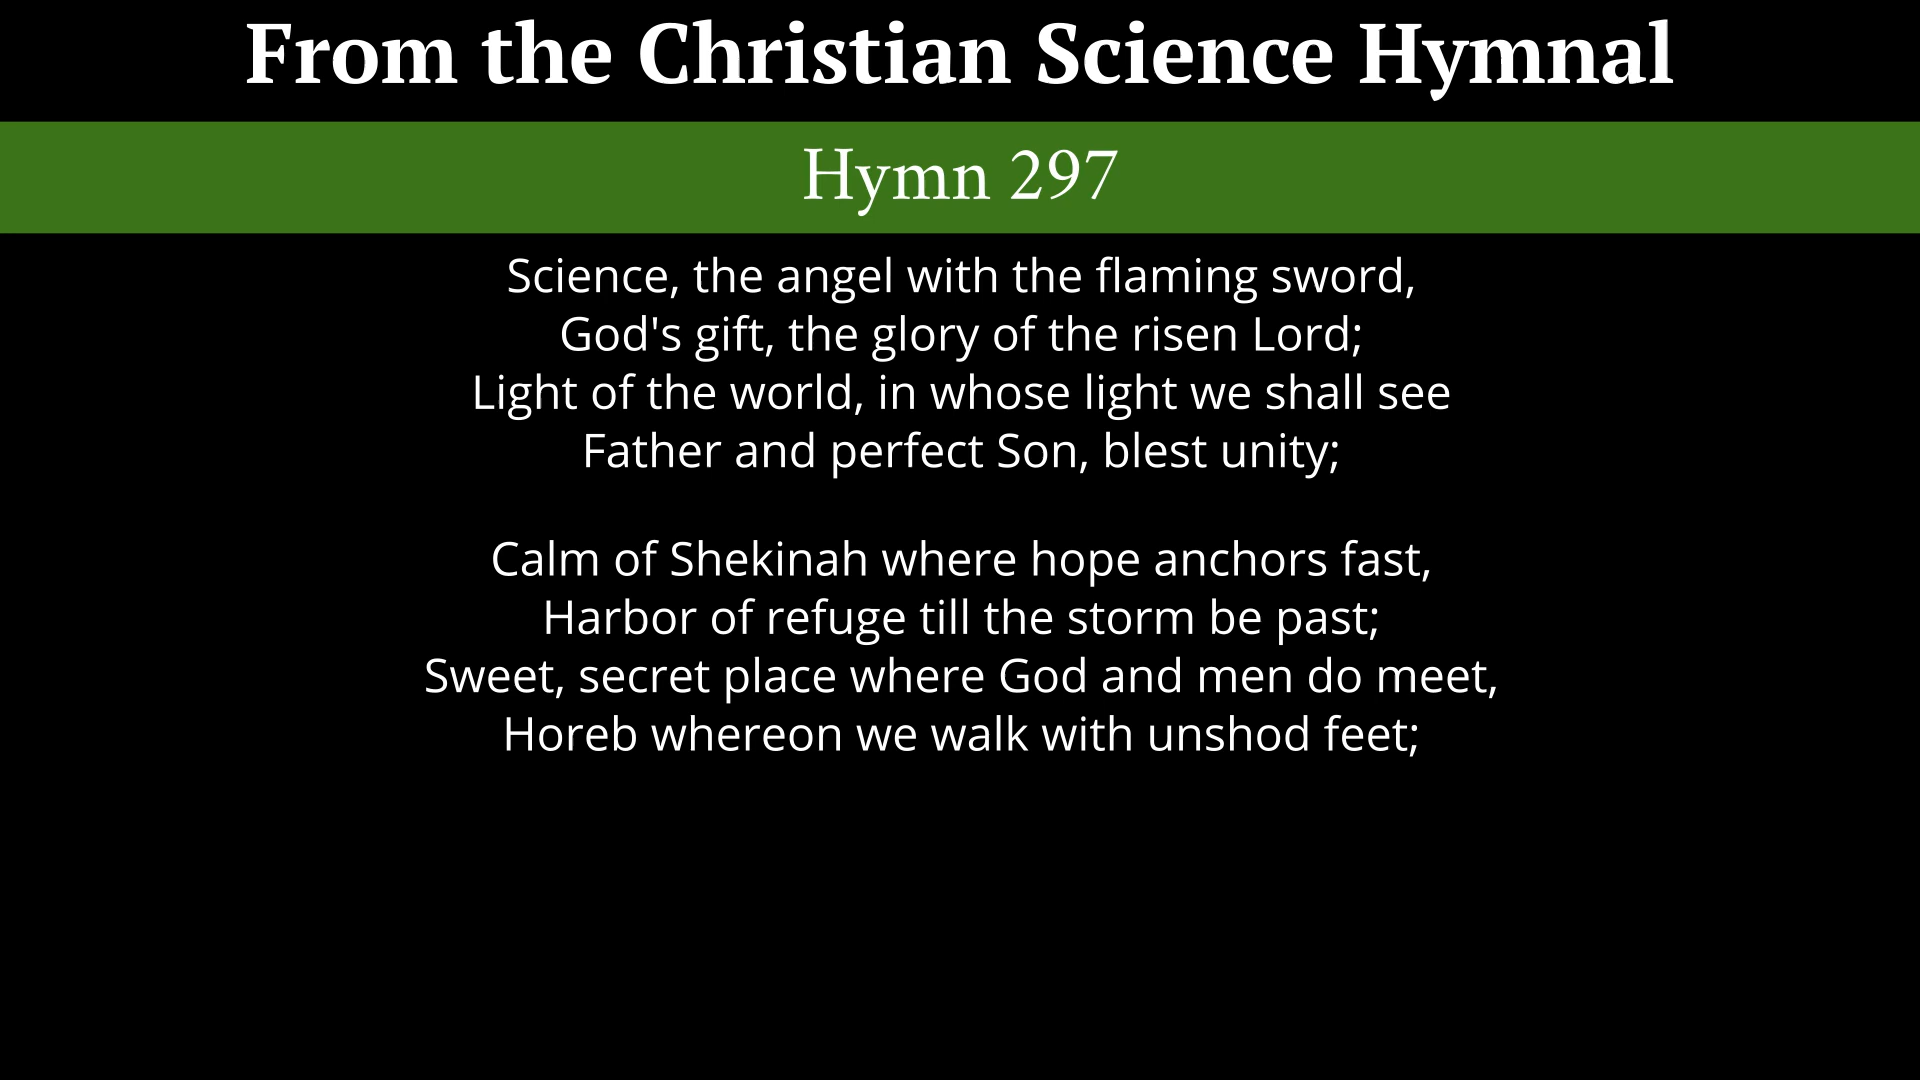 From the Christian Science Hymnal
Hymn 297
Science, the angel with the flaming sword,
God's gift, the glory of the risen Lord;
Light of the world, in whose light we shall see
Father and perfect Son, blest unity;
Calm of Shekinah where hope anchors fast,
Harbor of refuge till the storm be past;
Sweet, secret place where God and men do meet,
Horeb whereon we walk with unshod feet;